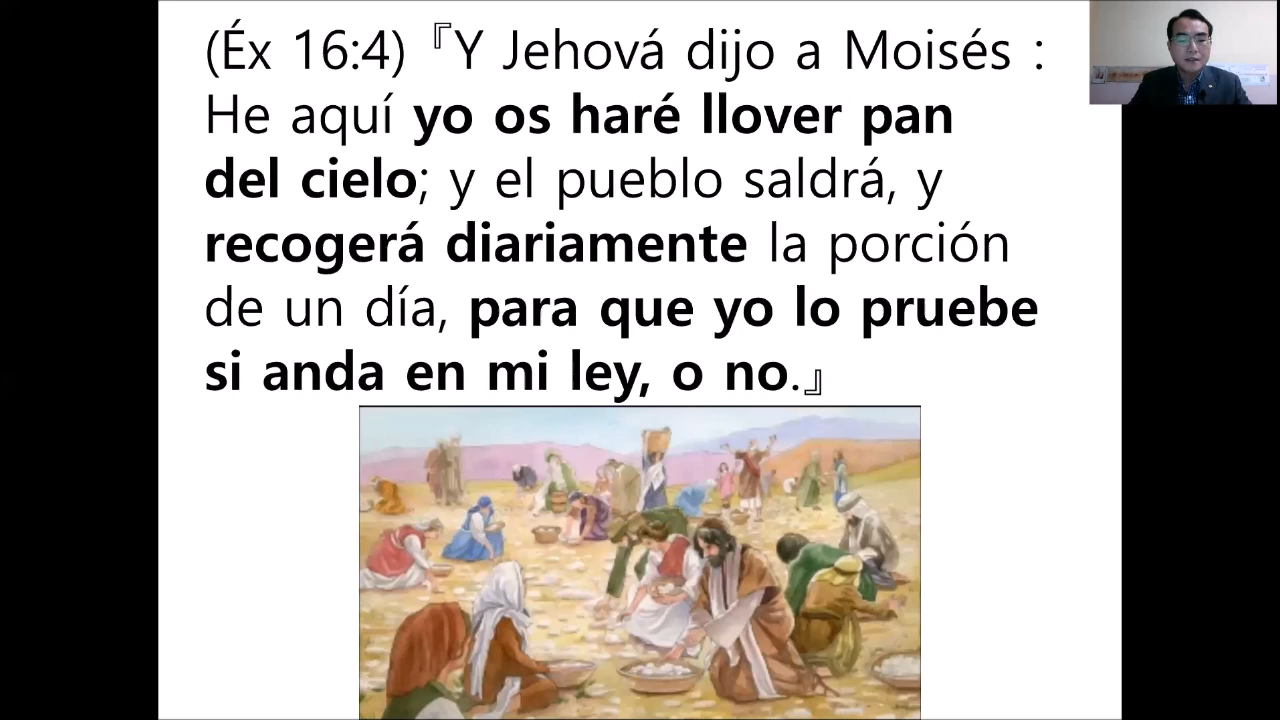 (Éx 16:4)『Y Jehová dijo a Moisés :
He aquí yo os haré llover pan
del cielo; y el pueblo saldrá, y
recogerá diariamente la porción
de un día, para que yo lo pruebe
si anda en mi ley, o no.』